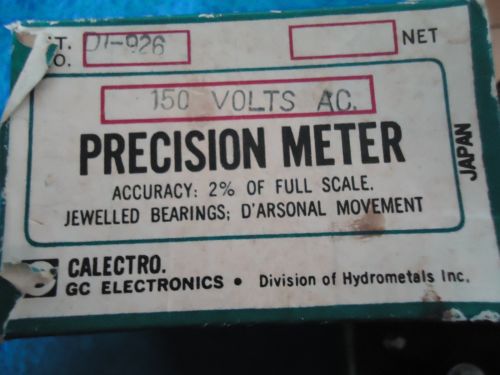 T. D1-926 NET
O.
150 VOLTS AC.
PRECISION METER
ACCURACY: 2% OF FULL SCALE.
JEWELLED BEARINGS; D'ARSONAL MOVEMENT
JAPAN
CALECTRO.
GC ELECTRONICS • Division of Hydrometals Inc.